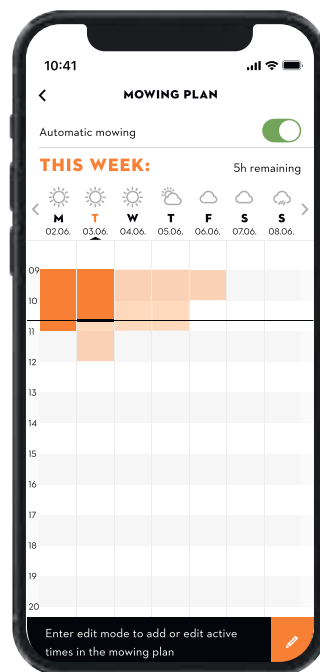 10:41
MOWING PLAN
Automatic mowing
THIS WEEK: 5h remaining
M T W T F S S
02.06. 03.06. 04.06. 05.06. 06.06. 07.06. 08.06.
09
10
11
12
13
14
15
16
17
18
19
20
Enter edit mode to add or edit active
times in the mowing plan